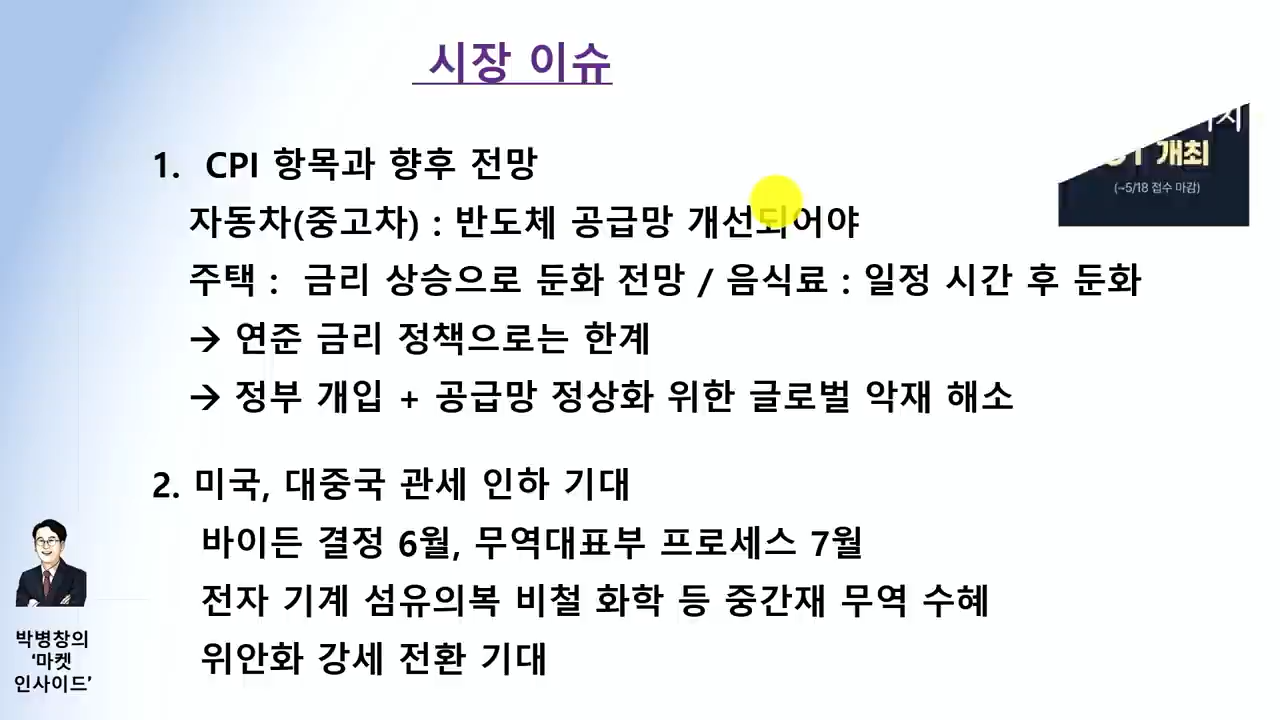 시장 이슈
1. CPI 항목과 향후 전망
자동차(중고차) : 반도체 공급망 개선되어야
주택 : 금리 상승으로 둔화 전망 / 음식료 : 일정 시간 후 둔화
→ 연준 금리 정책으로는 한계
→ 정부 개입 + 공급망 정상화 위한 글로벌 악재 해소
2. 미국, 대중국 관세 인하 기대
바이든 결정 6월, 무역대표부 프로세스 7월
전자 기계 섬유의복 비철 화학 등 중간재 무역 수혜
위안화 강세 전환 기대
개최
(~5/18 접수 마감)
박병창의
‘마켓
인사이드’